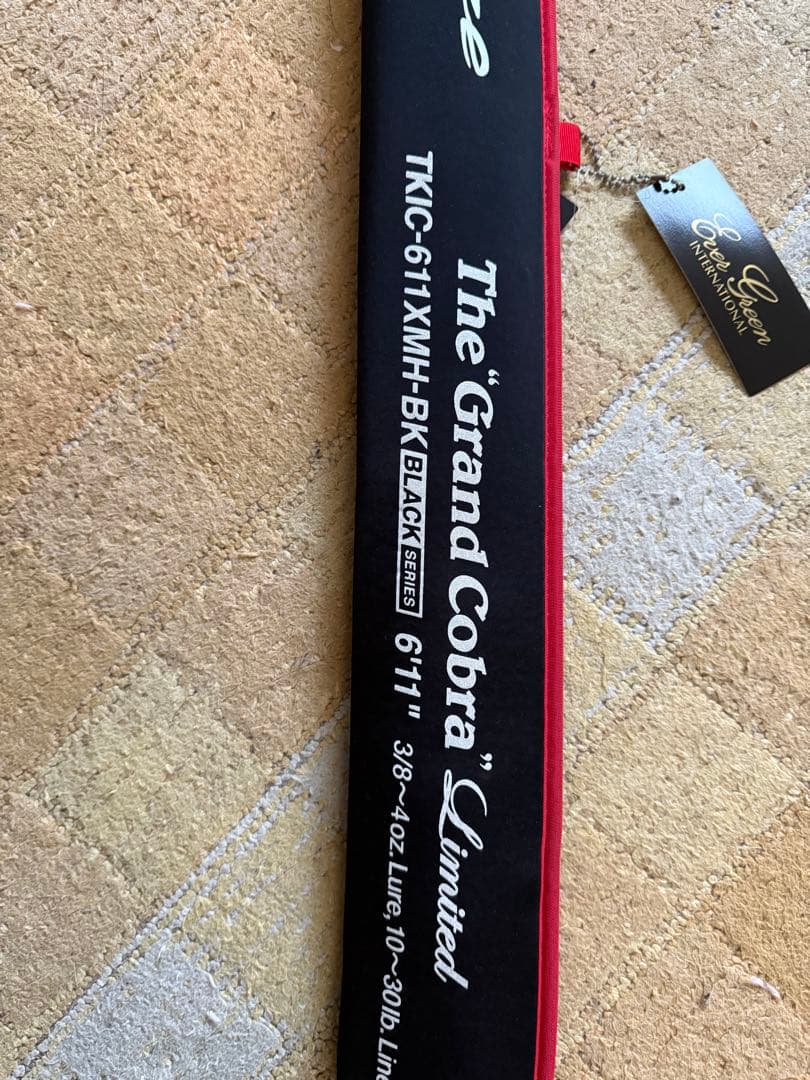 The “Grand Cobra” Limited
TKIC-611XMH-BK BLACK SERIES 6'11" 3/8~4oz. Lure, 10~30lb. Line
Ever Green
INTERNATIONAL